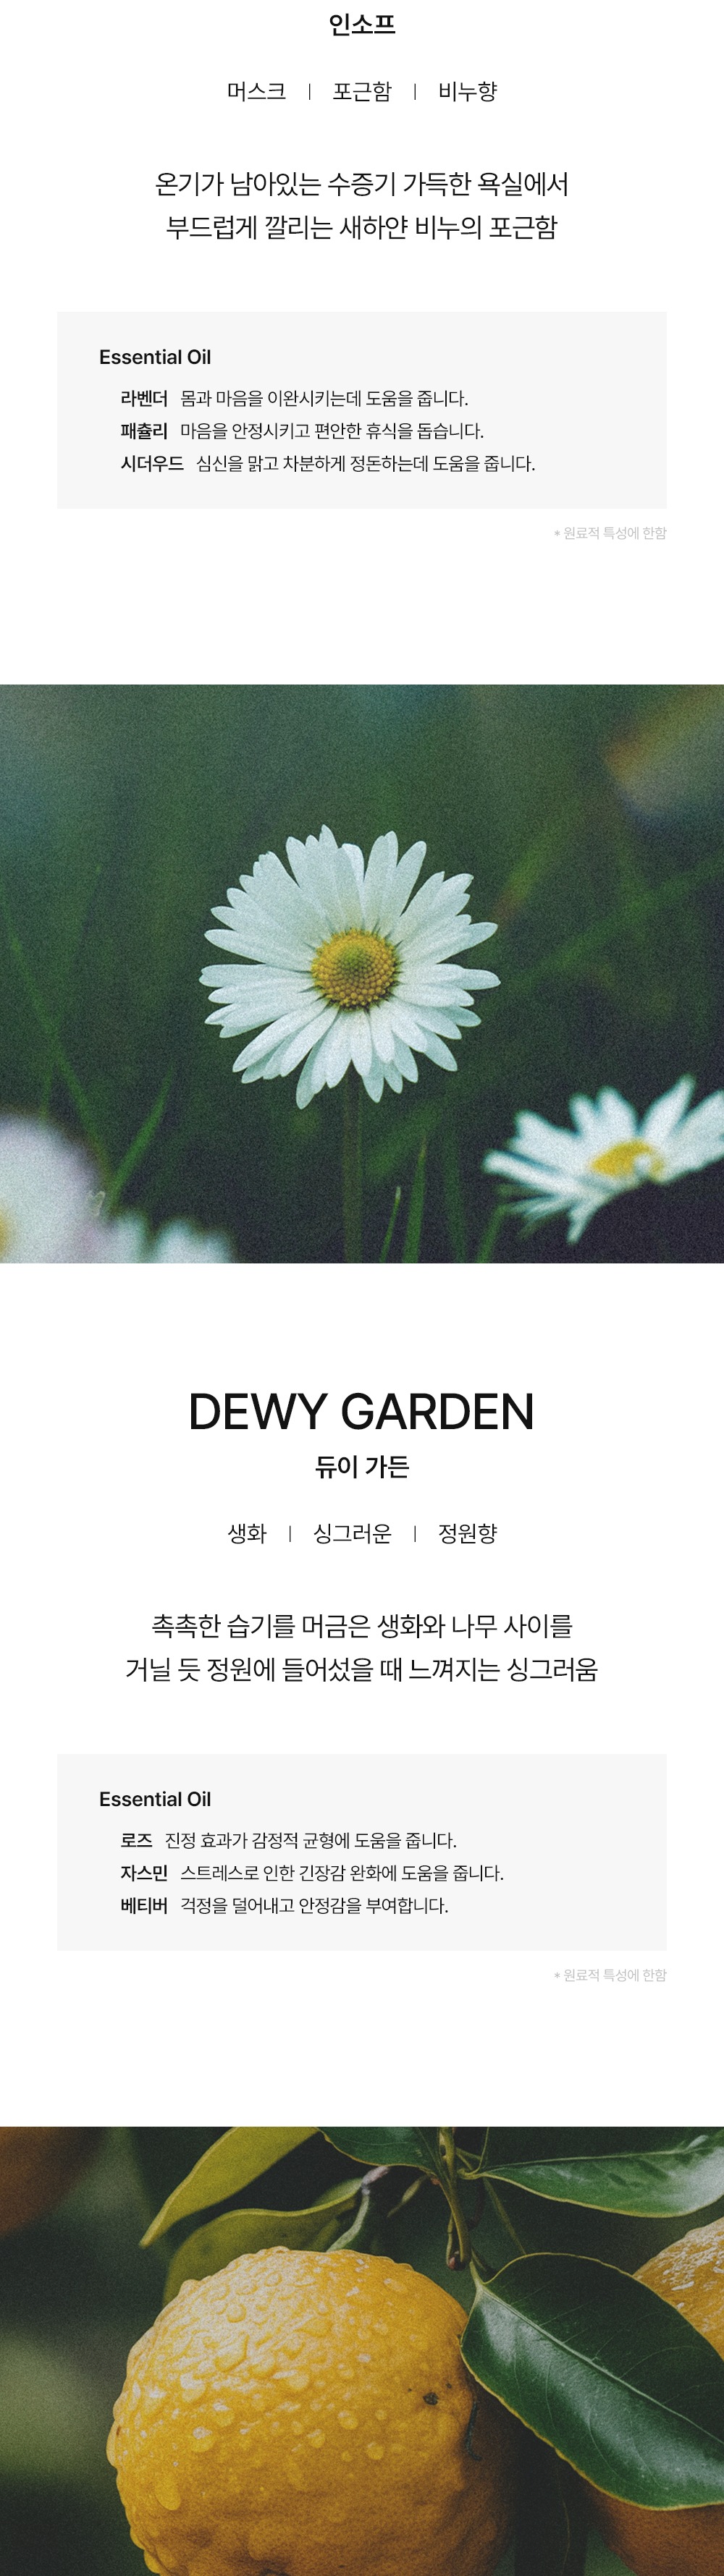 인소프
머스크 | 포근함 | 비누향
온기가 남아있는 수증기 가득한 욕실에서
부드럽게 깔리는 새하얀 비누의 포근함
Essential Oil
라벤더 몸과 마음을 이완시키는데 도움을 줍니다.
패츌리 마음을 안정시키고 편안한 휴식을 돕습니다.
시더우드 심신을 맑고 차분하게 정돈하는데 도움을 줍니다.
* 원료적 특성에 한함
DEWY GARDEN
듀이 가든
생화 | 싱그러운 | 정원향
촉촉한 습기를 머금은 생화와 나무 사이를
거닐 듯 정원에 들어섰을 때 느껴지는 싱그러움
Essential Oil
로즈 진정 효과가 감정적 균형에 도움을 줍니다.
자스민 스트레스로 인한 긴장감 완화에 도움을 줍니다.
베티버 걱정을 덜어내고 안정감을 부여합니다.
* 원료적 특성에 한함